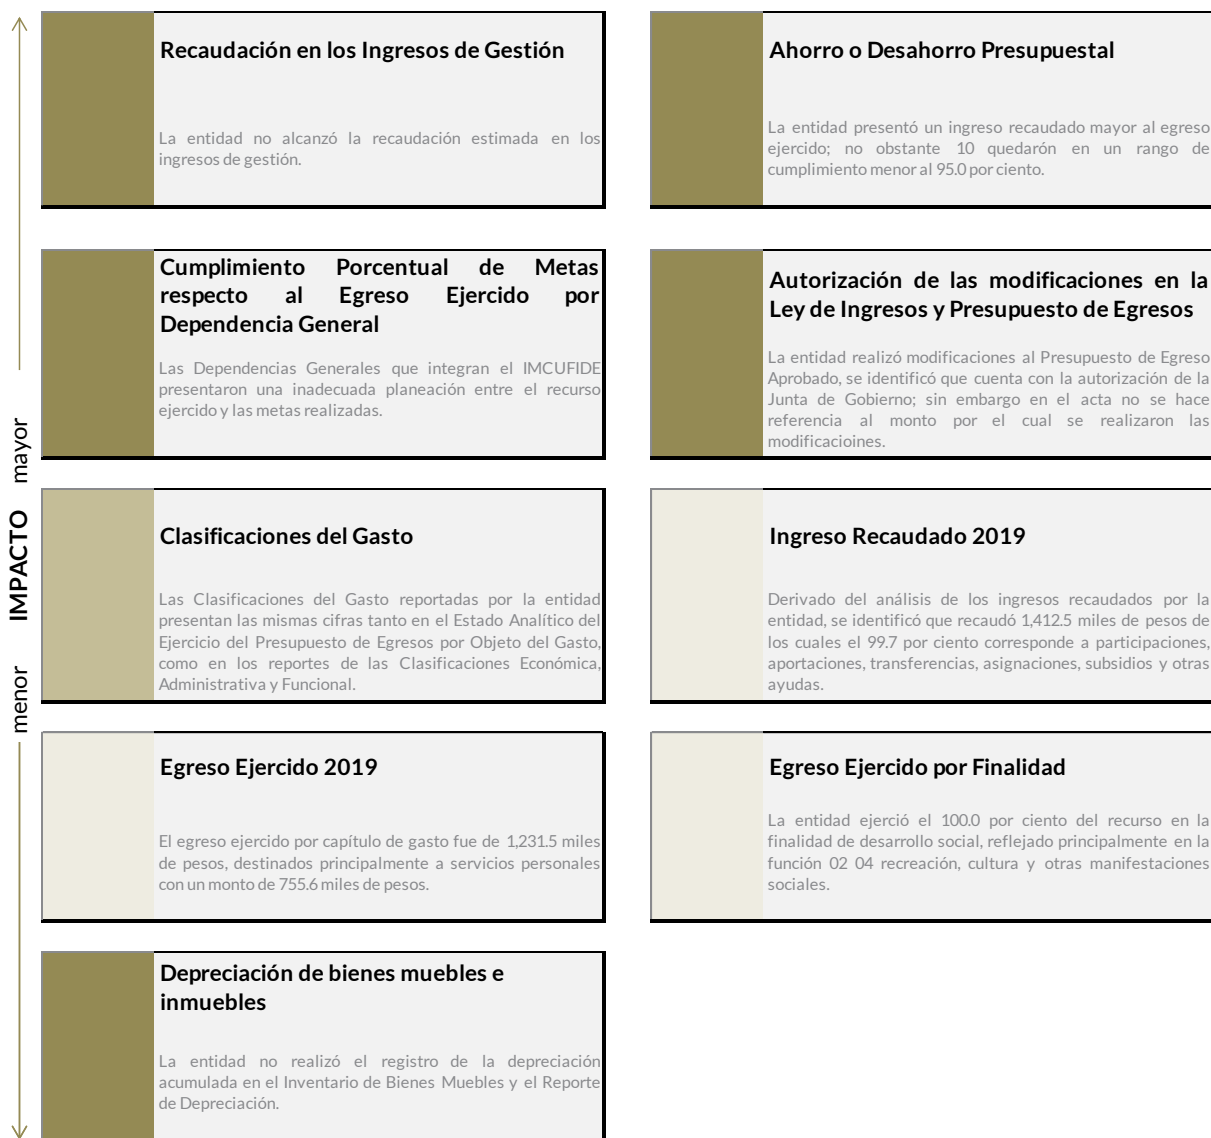 Recaudación en los Ingresos de Gestión
La entidad no alcanzó la recaudación estimada en los
ingresos de gestión.
Ahorro o Desahorro Presupuestal
La entidad presentó un ingreso recaudado mayor al egreso
ejercido; no obstante 10 quedarón en un rango de
cumplimiento menor al 95.0 por ciento.
Cumplimiento Porcentual de Metas
respecto al Egreso Ejercido por
Dependencia General
Las Dependencias Generales que integran el IMCUFIDE
presentaron una inadecuada planeación entre el recurso
ejercido y las metas realizadas.
Autorización de las modificaciones en la
Ley de Ingresos y Presupuesto de Egresos
La entidad realizó modificaciones al Presupuesto de Egreso
Aprobado, se identificó que cuenta con la autorización de la
Junta de Gobierno; sin embargo en el acta no se hace
referencia al monto por el cual se realizaron las
modificacioines.
menor IMPACTO mayor
Clasificaciones del Gasto
Las Clasificaciones del Gasto reportadas por la entidad
presentan las mismas cifras tanto en el Estado Analítico del
Ejercicio del Presupuesto de Egresos por Objeto del Gasto,
como en los reportes de las Clasificaciones Económica,
Administrativa y Funcional.
Ingreso Recaudado 2019
Derivado del análisis de los ingresos recaudados por la
entidad, se identificó que recaudó 1,412.5 miles de pesos de
los cuales el 99.7 por ciento corresponde a participaciones,
aportaciones, transferencias, asignaciones, subsidios y otras
ayudas.
Egreso Ejercido 2019
El egreso ejercido por capítulo de gasto fue de 1,231.5 miles
de pesos, destinados principalmente a servicios personales
con un monto de 755.6 miles de pesos.
Egreso Ejercido por Finalidad
La entidad ejerció el 100.0 por ciento del recurso en la
finalidad de desarrollo social, reflejado principalmente en la
función 02 04 recreación, cultura y otras manifestaciones
sociales.
Depreciación de bienes muebles e
inmuebles
La entidad no realizó el registro de la depreciación
acumulada en el Inventario de Bienes Muebles y el Reporte
de Depreciación.